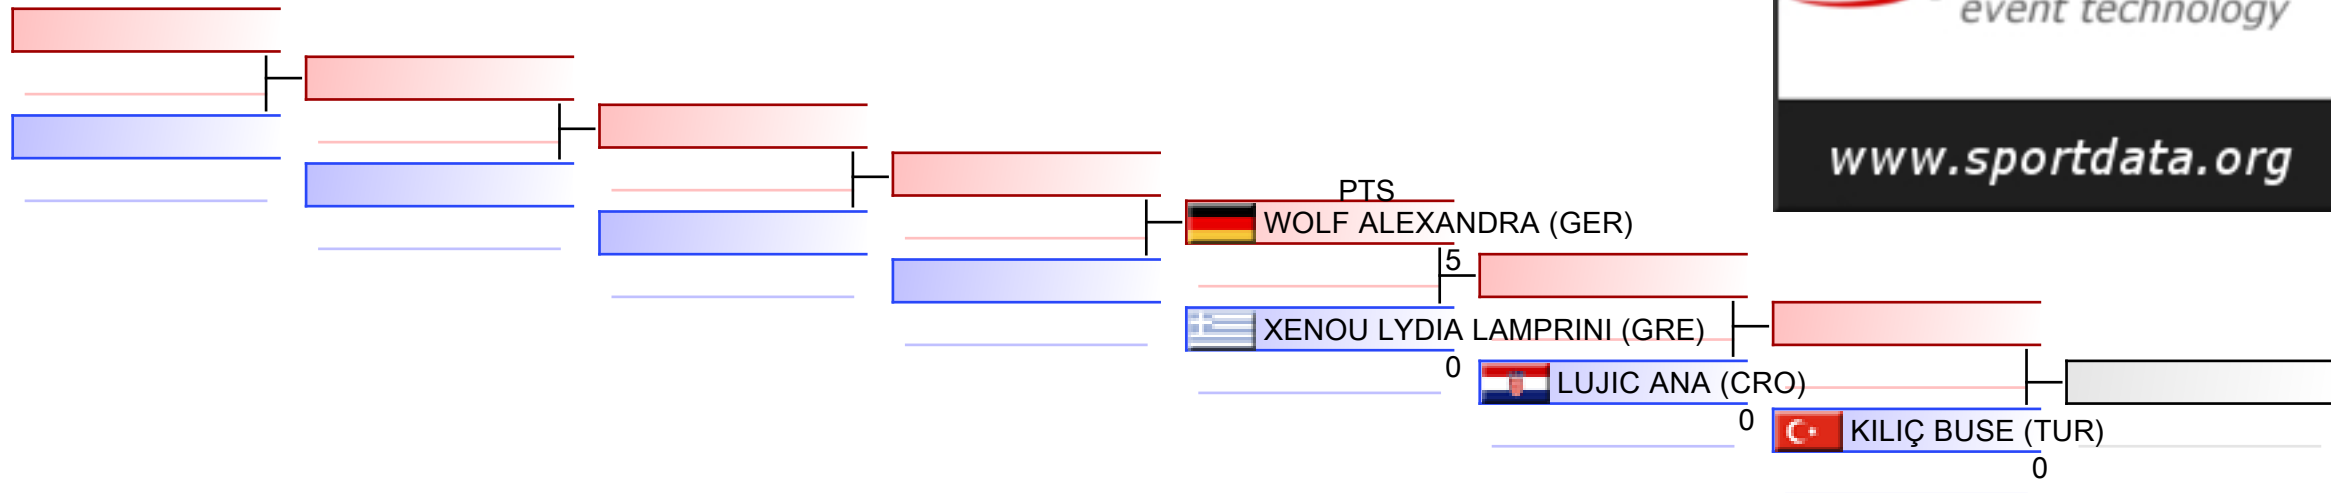 event technology
www.sportdata.org
PTS
WOLF ALEXANDRA (GER)
5
XENOU LYDIA LAMPRINI (GRE)
0
LUJIC ANA (CRO)
0
KILIÇ BUSE (TUR)
0